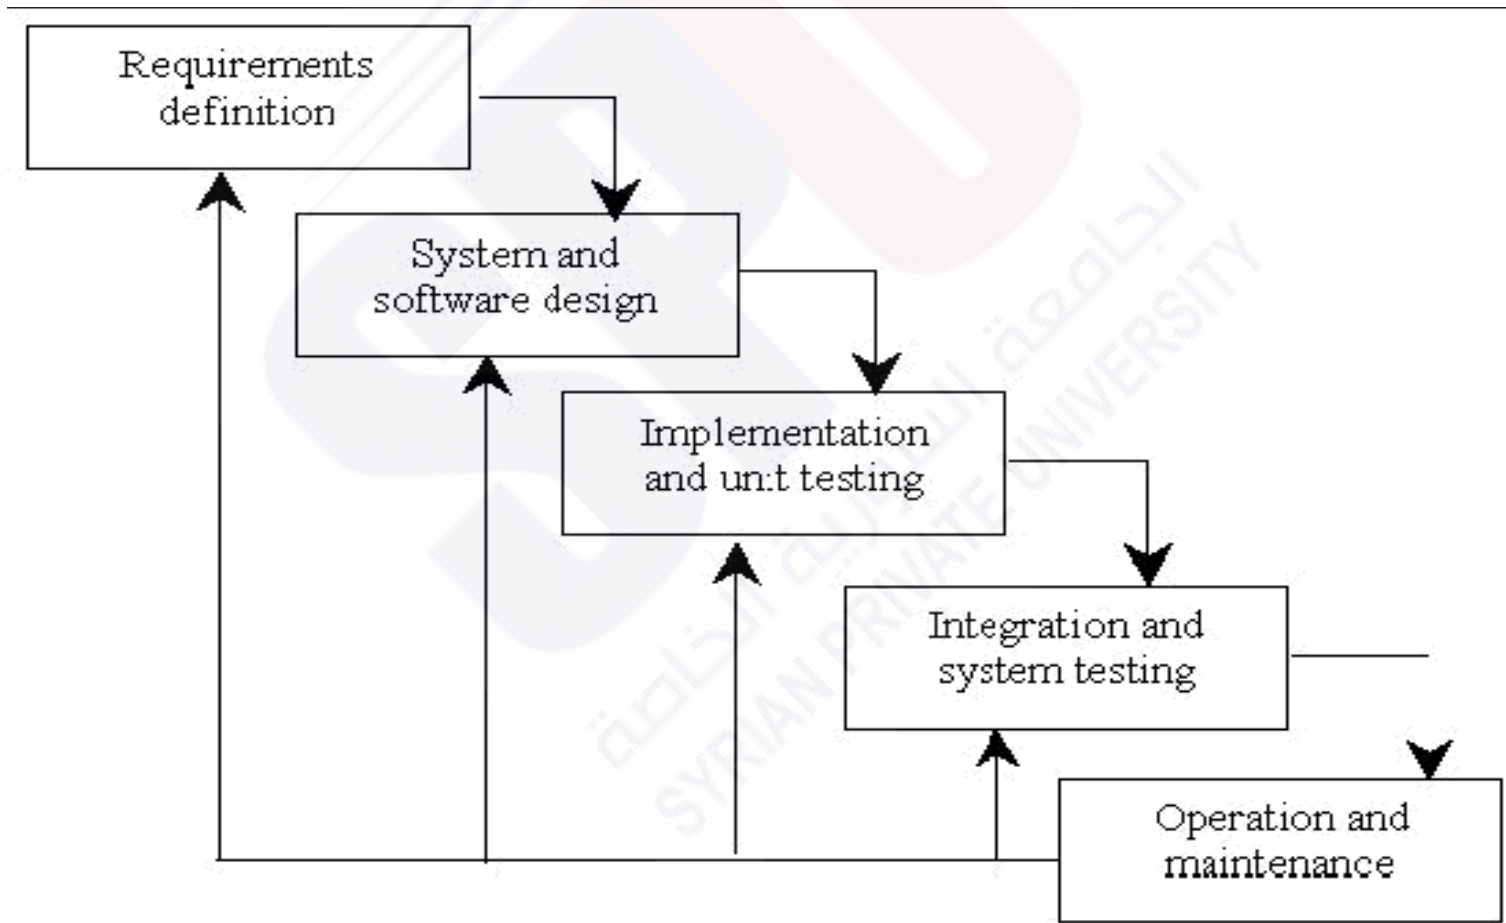 Requirements
definition
System and
software design
Implementation
and unit testing
Integration and
system testing
Operation and
maintenance
الجامعة السورية الخاصة
SYRIAN PRIVATE UNIVERSITY